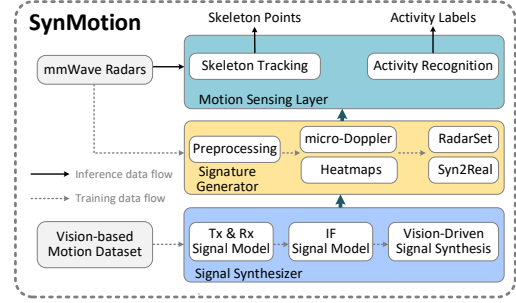 SynMotion
Skeleton Points
Activity Labels
mmWave Radars
Skeleton Tracking
Activity Recognition
Motion Sensing Layer
Preprocessing
micro-Doppler
Heatmaps
RadarSet
Syn2Real
Signature
Generator
Inference data flow
Training data flow
Vision-based
Motion Dataset
Tx & Rx
Signal Model
IF
Signal Model
Vision-Driven
Signal Synthesis
Signal Synthesizer